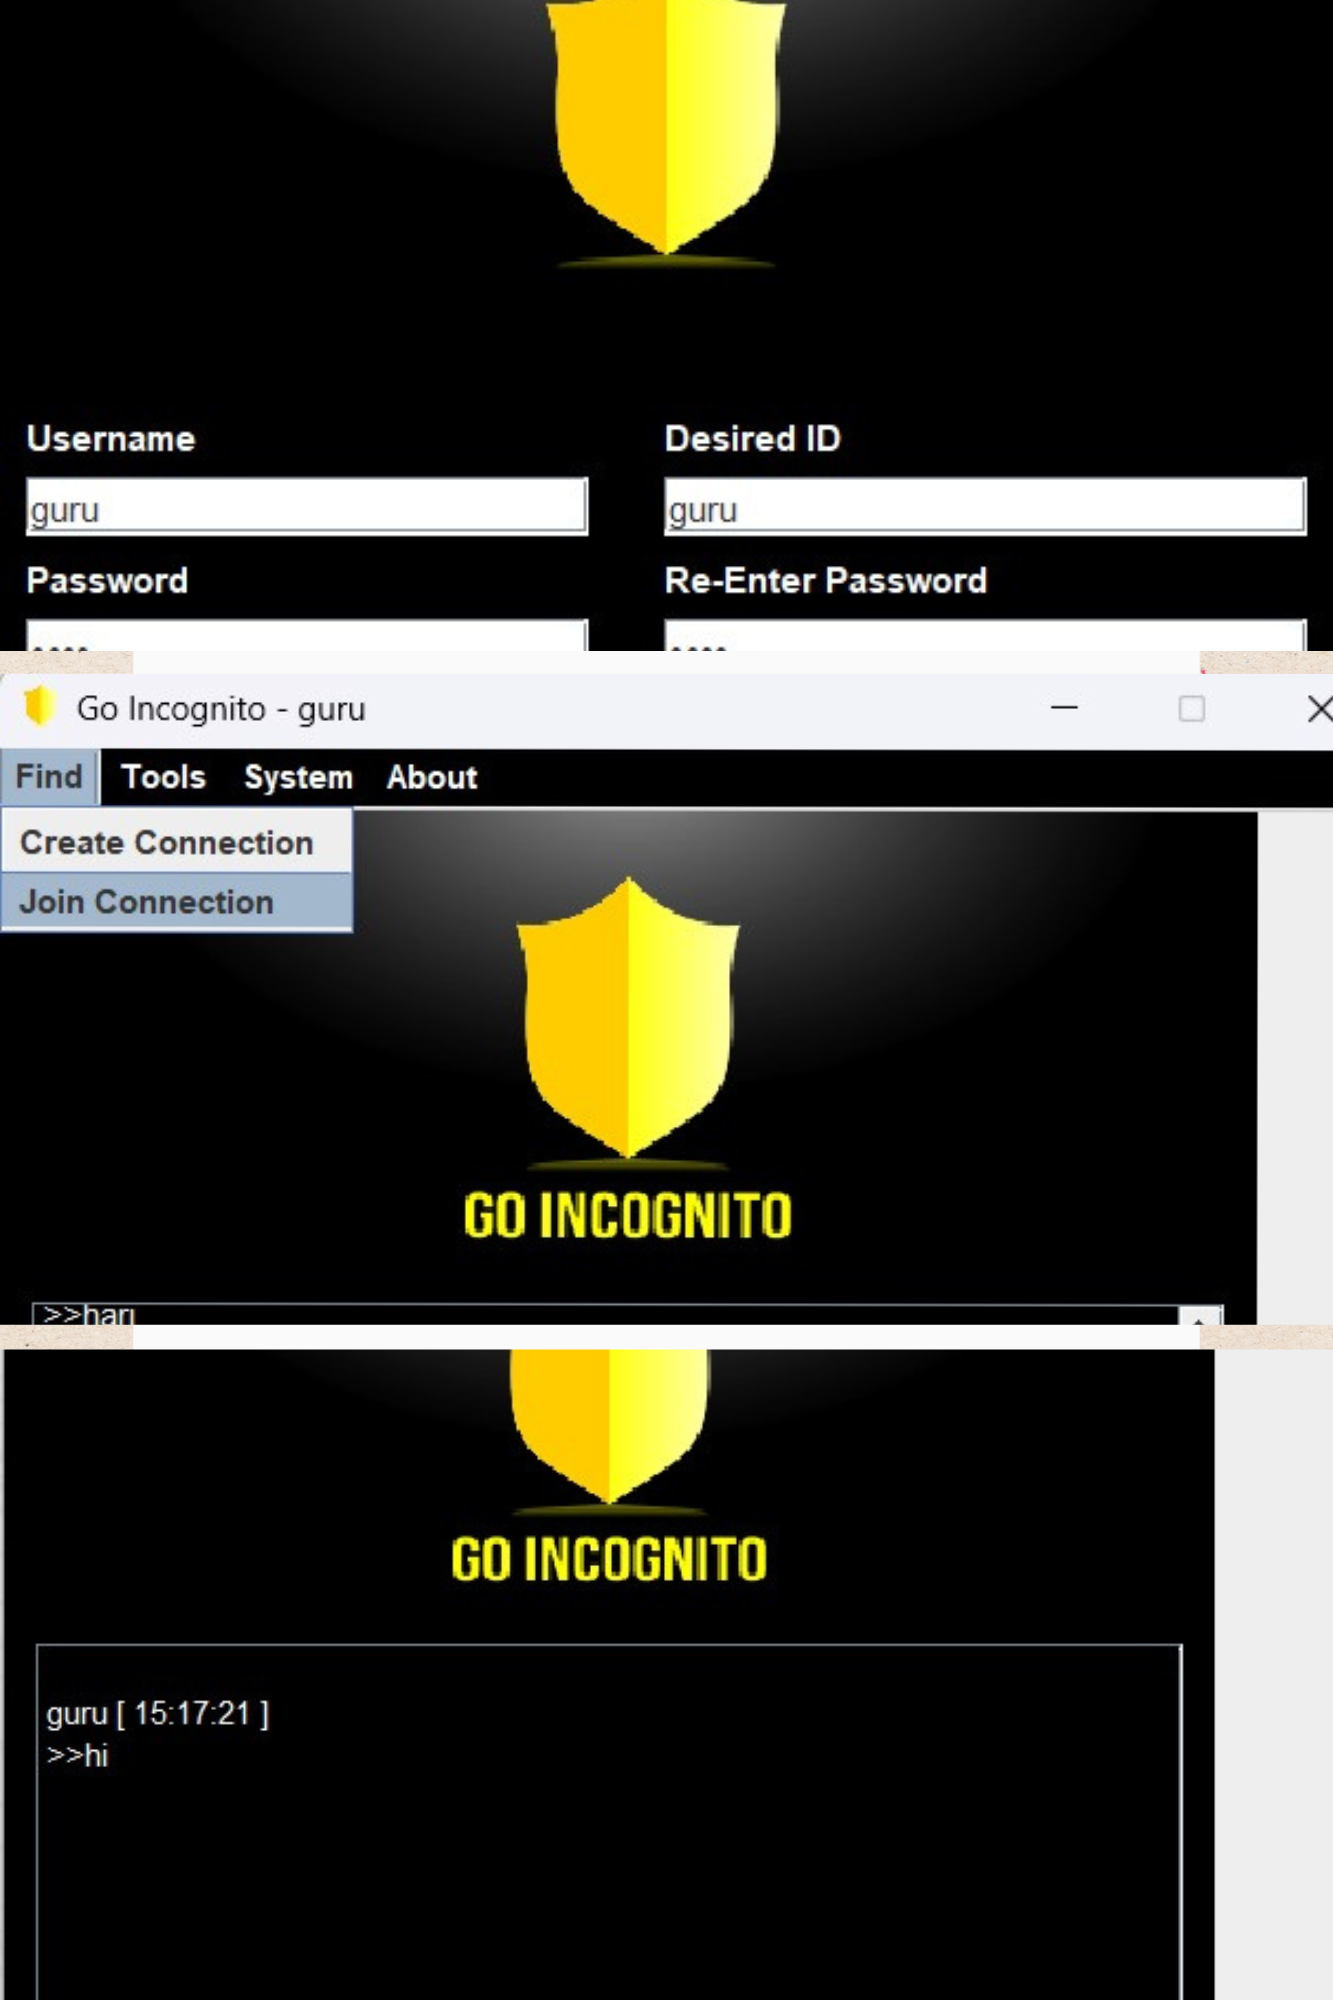 Username Desired ID
guru guru
Password Re-Enter Password
Go Incognito - guru
Find Tools System About
Create Connection
Join Connection
GO INCOGNITO
>>hari
GO INCOGNITO
guru [ 15:17:21 ]
>>hi